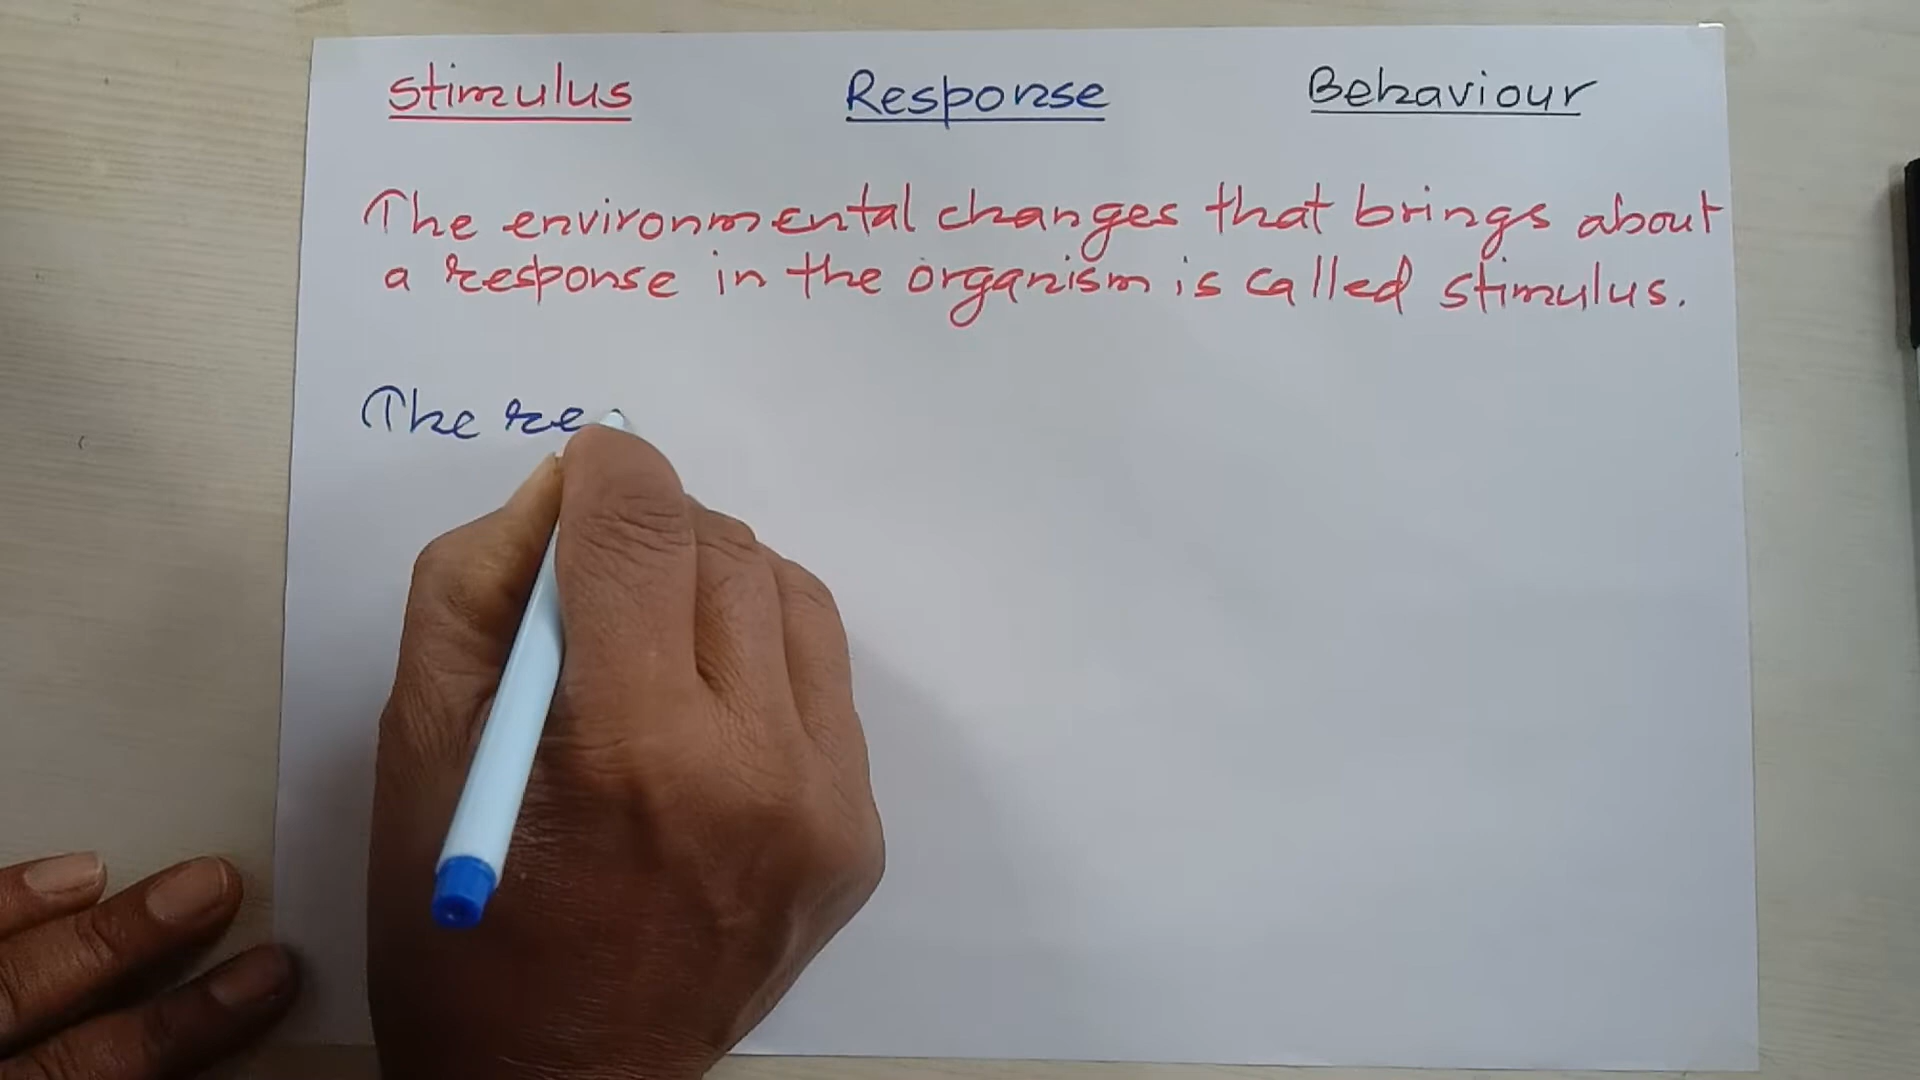 Stimulus Response Behaviour
The environmental changes that brings about
a response in the organism is called stimulus.
The re